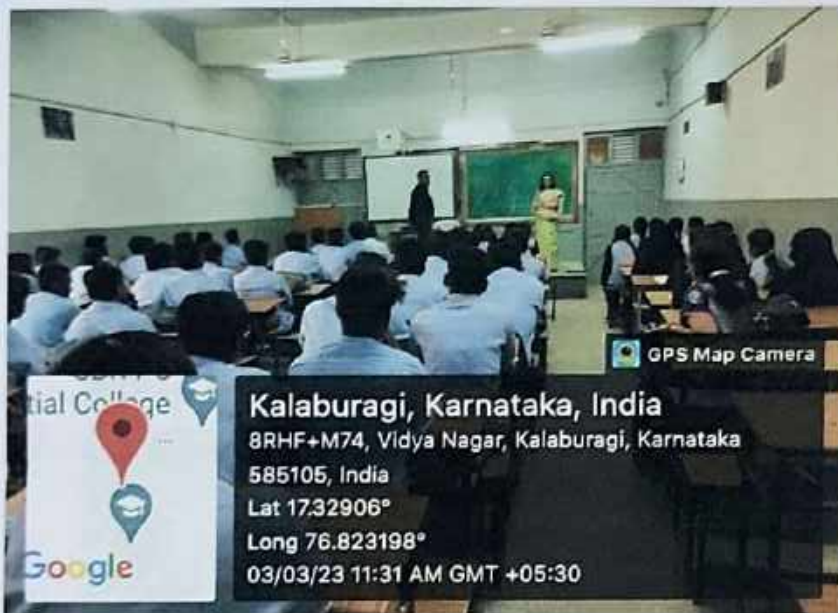 GPS Map Camera
tial College
Google
Kalaburagi, Karnataka, India
8RHF+M74, Vidya Nagar, Kalaburagi, Karnataka
585105, India
Lat 17.32906°
Long 76.823198°
03/03/23 11:31 AM GMT +05:30